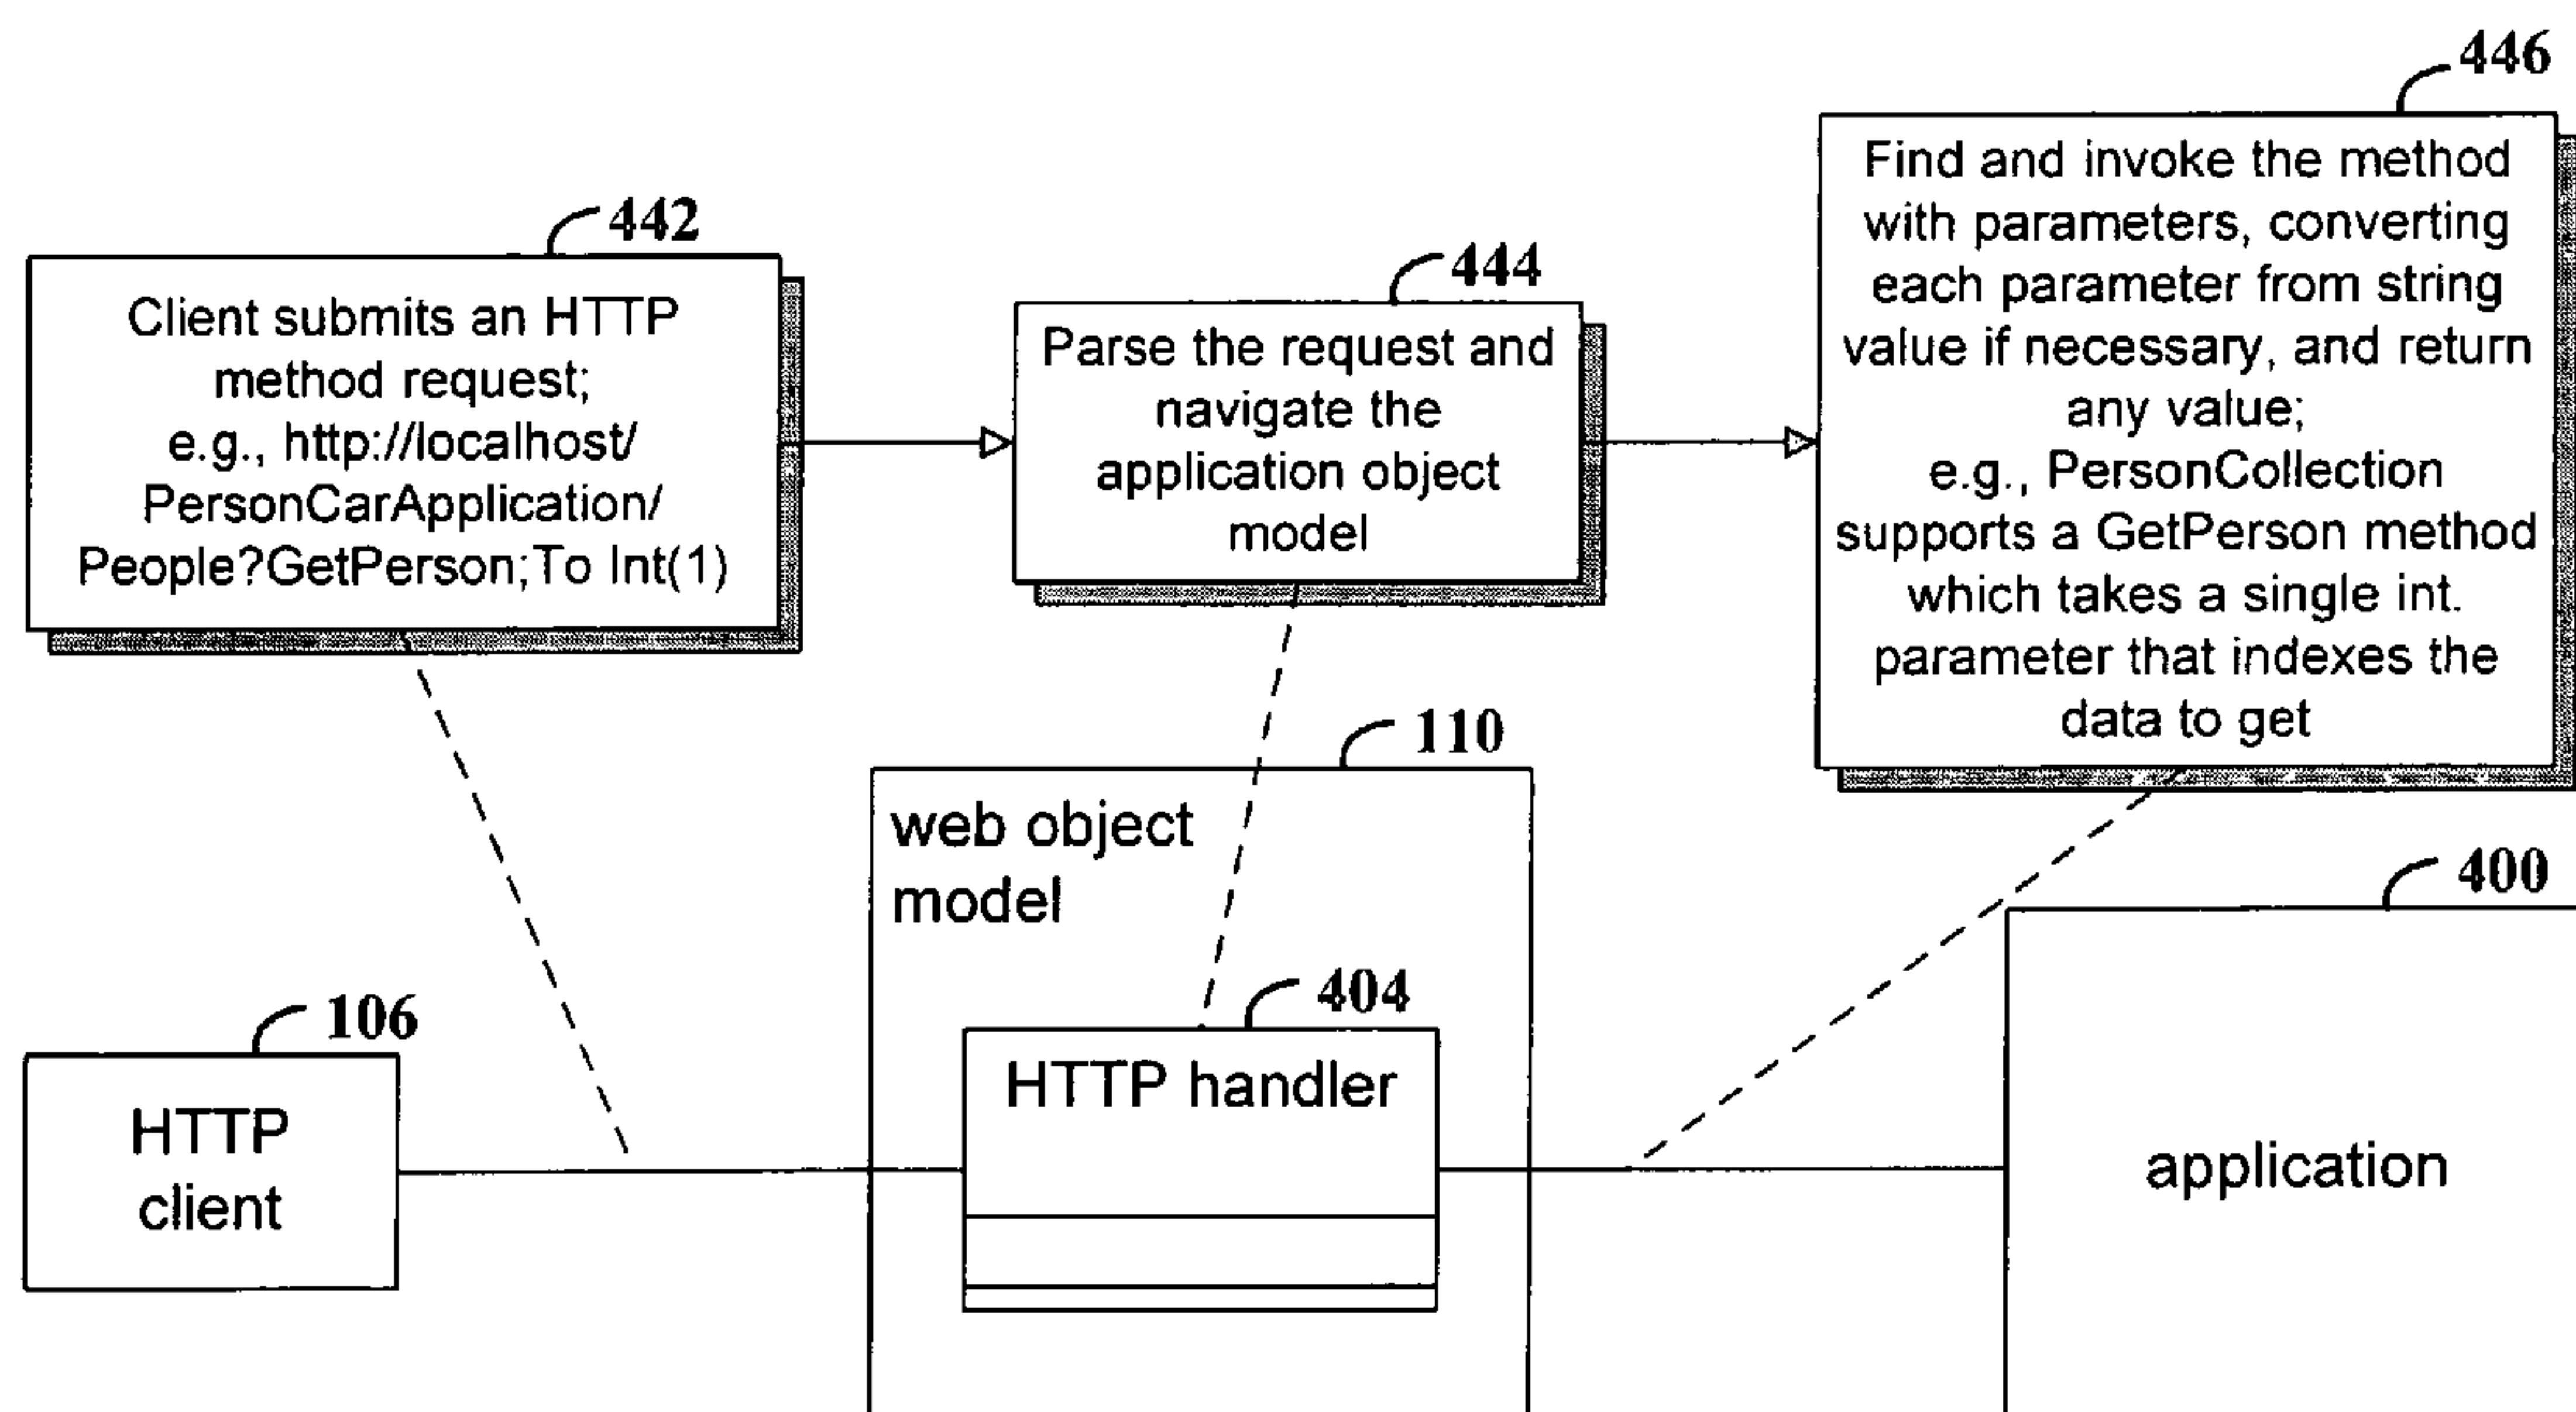 446
Find and invoke the method
with parameters, converting
each parameter from string
value if necessary, and return
any value;
e.g., PersonCollection
supports a GetPerson method
which takes a single int.
parameter that indexes the
data to get
442
Client submits an HTTP
method request;
e.g., http://localhost/
PersonCarApplication/
People?GetPerson;To Int(1)
444
Parse the request and
navigate the
application object
model
110
web object
model
400
application
404
HTTP handler
106
HTTP
client